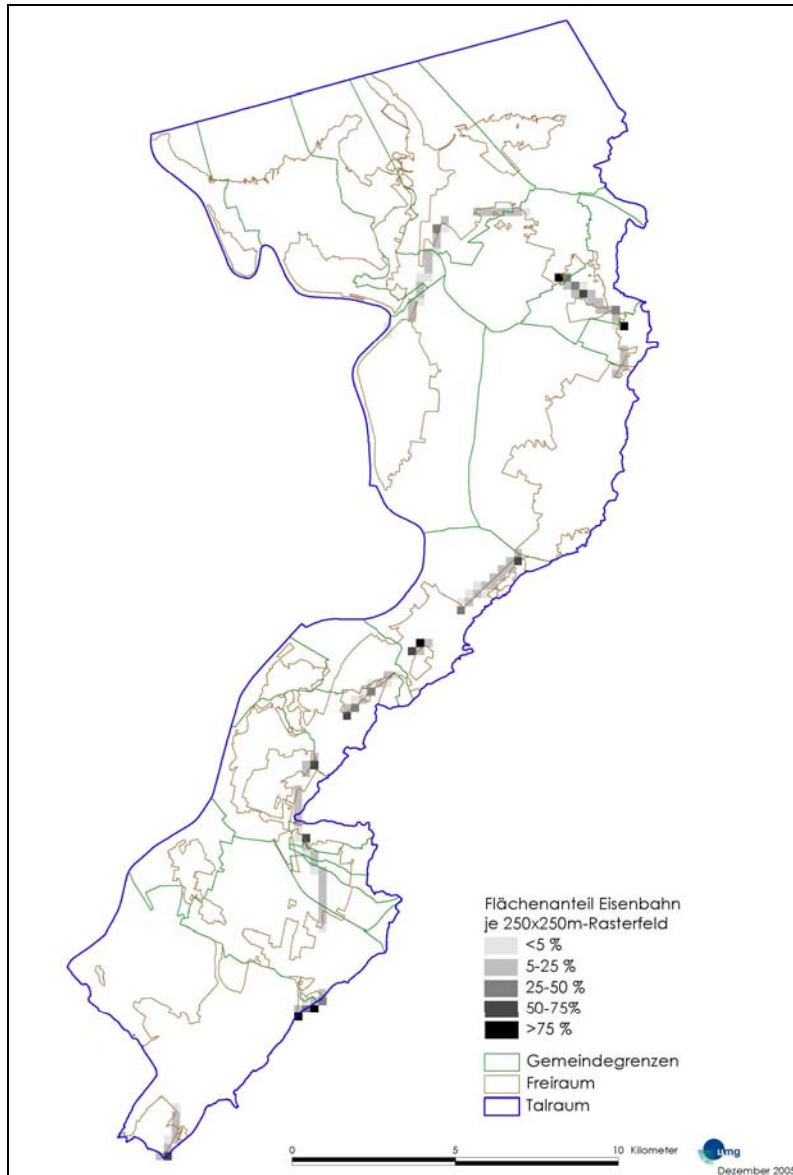 Flächenanteil Eisenbahn
je 250x250m-Rasterfeld
<5 %
5-25 %
25-50 %
50-75%
>75 %
Gemeindegrenzen
Freiraum
Talraum
0 5 10 Kilometer
umg
Dezember 2005